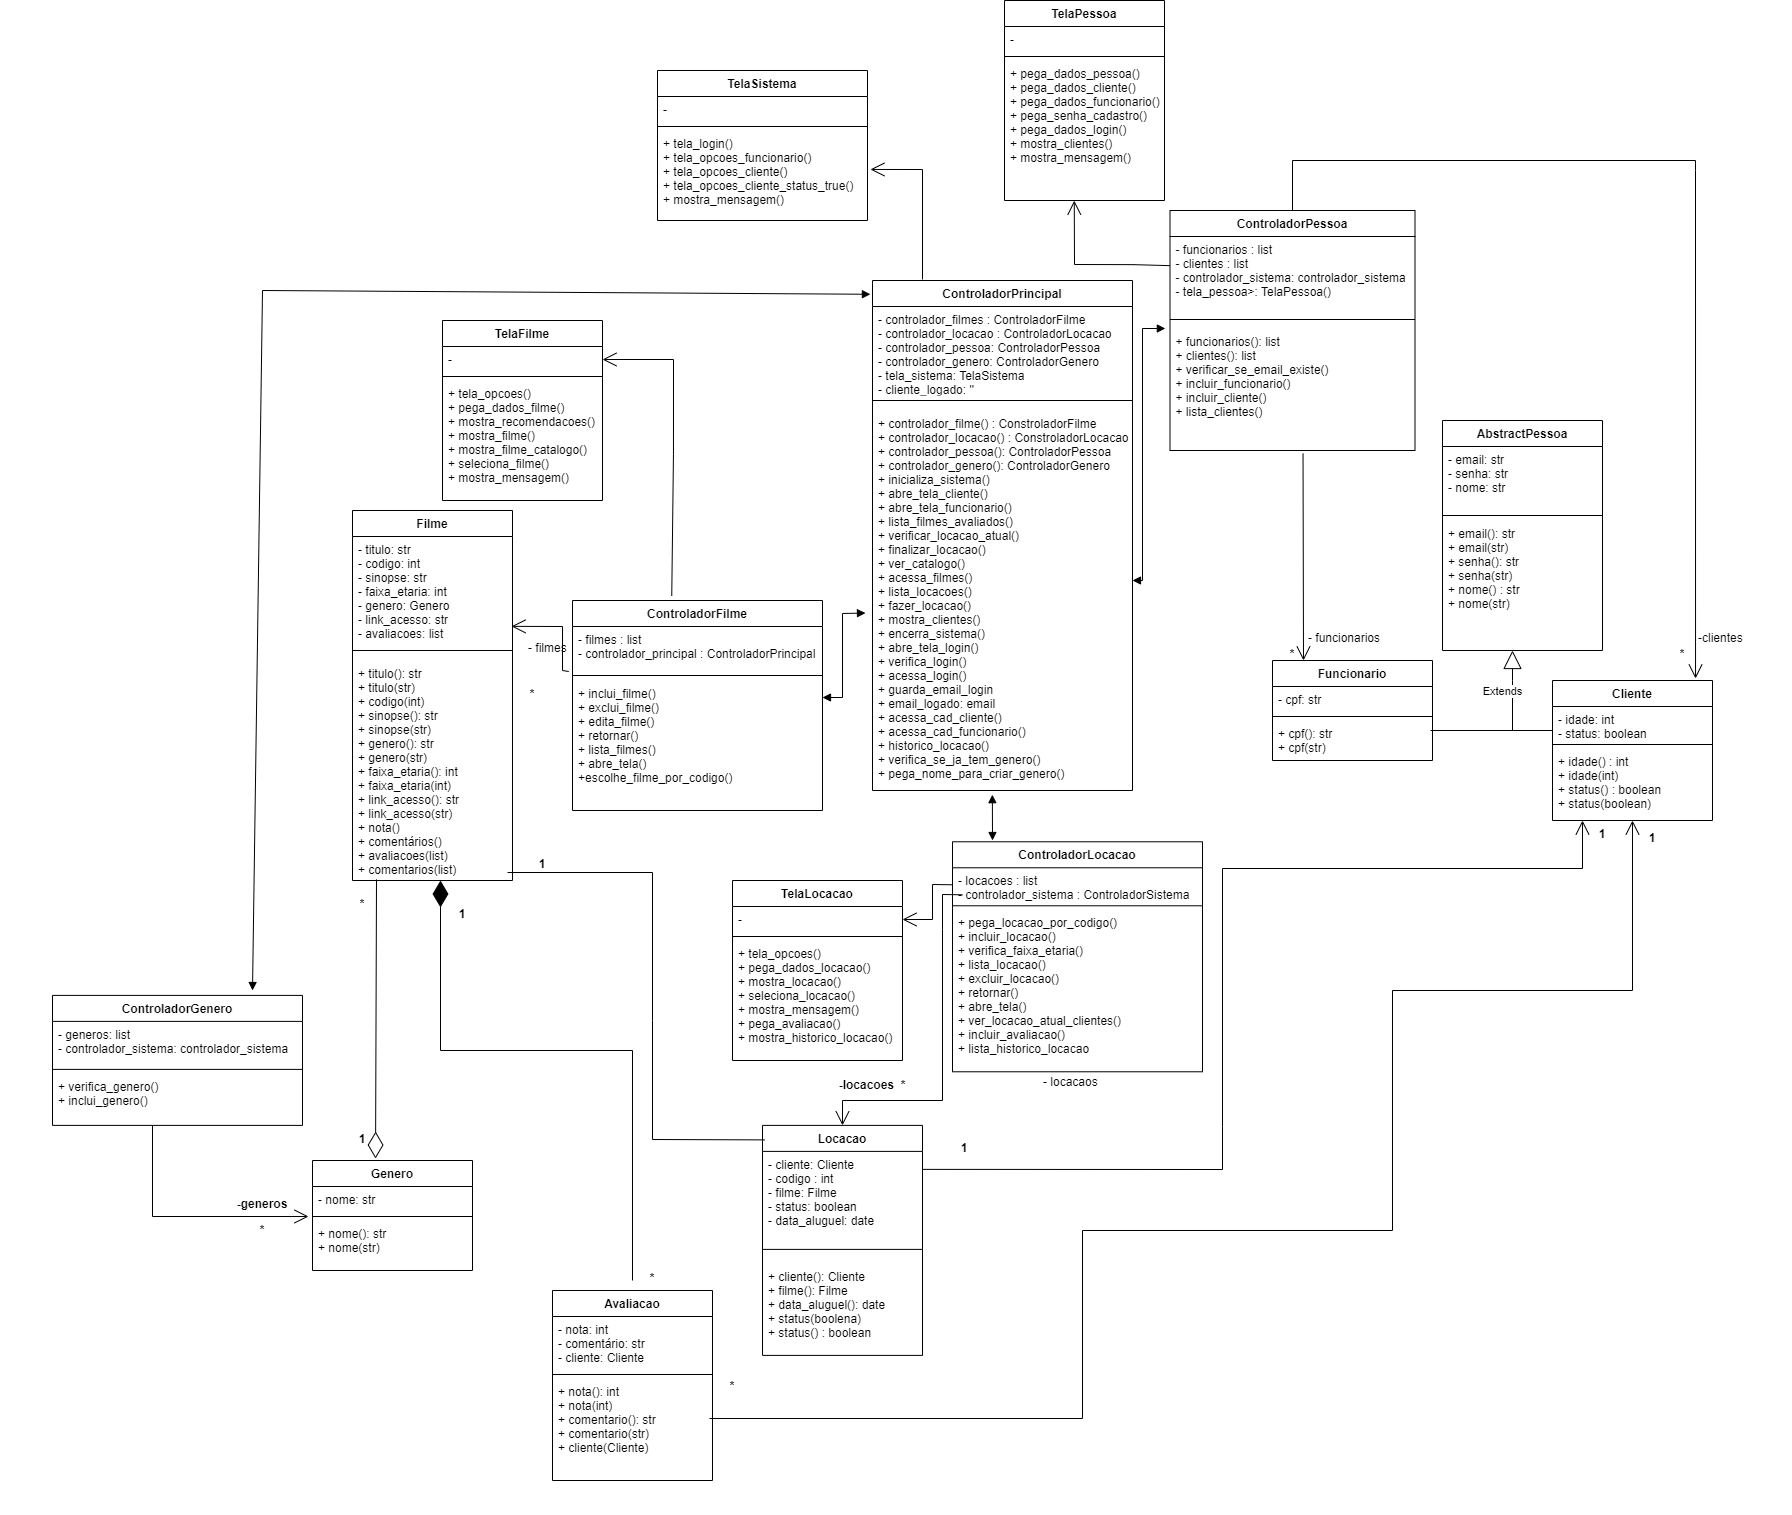 TelaPessoa
-
+ pega_dados_pessoa()
+ pega_dados_cliente()
+ pega_dados_funcionario()
+ pega_senha_cadastro()
+ pega_dados_login()
+ mostra_clientes()
+ mostra_mensagem()
TelaSistema
-
+ tela_login()
+ tela_opcoes_funcionario()
+ tela_opcoes_cliente()
+ tela_opcoes_cliente_status_true()
+ mostra_mensagem()
ControladorPessoa
- funcionarios : list
- clientes : list
- controlador_sistema: controlador_sistema
- tela_pessoa>: TelaPessoa()
+ funcionarios(): list
+ clientes(): list
+ verificar_se_email_existe()
+ incluir_funcionario()
+ incluir_cliente()
+ lista_clientes()
ControladorPrincipal
- controlador_filmes : ControladorFilme
- controlador_locacao : ControladorLocacao
- controlador_pessoa: ControladorPessoa
- controlador_genero: ControladorGenero
- tela_sistema: TelaSistema
- cliente_logado: ''
+ controlador_filme() : ConstroladorFilme
+ controlador_locacao() : ConstroladorLocacao
+ controlador_pessoa(): ControladorPessoa
+ controlador_genero(): ControladorGenero
+ inicializa_sistema()
+ abre_tela_cliente()
+ abre_tela_funcionario()
+ lista_filmes_avaliados()
+ verificar_locacao_atual()
+ finalizar_locacao()
+ ver_catalogo()
+ acessa_filmes()
+ lista_locacoes()
+ fazer_locacao()
+ mostra_clientes()
+ encerra_sistema()
+ abre_tela_login()
+ verifica_login()
+ acessa_login()
+ guarda_email_login
+ email_logado: email
+ acessa_cad_cliente()
+ acessa_cad_funcionario()
+ historico_locacao()
+ verifica_se_ja_tem_genero()
+ pega_nome_para_criar_genero()
TelaFilme
-
+ tela_opcoes()
+ pega_dados_filme()
+ mostra_recomendacoes()
+ mostra_filme()
+ mostra_filme_catalogo()
+ seleciona_filme()
+ mostra_mensagem()
AbstractPessoa
- email: str
- senha: str
- nome: str
+ email(): str
+ email(str)
+ senha(): str
+ senha(str)
+ nome() : str
+ nome(str)
Filme
- titulo: str
- codigo: int
- sinopse: str
- faixa_etaria: int
- genero: Genero
- link_acesso: str
- avaliacoes: list
+ titulo(): str
+ titulo(str)
+ codigo(int)
+ sinopse(): str
+ sinopse(str)
+ genero(): str
+ genero(str)
+ faixa_etaria(): int
+ faixa_etaria(int)
+ link_acesso(): str
+ link_acesso(str)
+ nota()
+ comentários()
+ avaliacoes(list)
+ comentarios(list)
- filmes
*
ControladorFilme
- filmes : list
- controlador_principal : ControladorPrincipal
+ inclui_filme()
+ exclui_filme()
+ edita_filme()
+ retornar()
+ lista_filmes()
+ abre_tela()
+escolhe_filme_por_codigo()
- funcionarios
*
-clientes
*
Funcionario
- cpf: str
+ cpf(): str
+ cpf(str)
Extends
Cliente
- idade: int
- status: boolean
+ idade() : int
+ idade(int)
+ status() : boolean
+ status(boolean)
1
1
1
*
1
ControladorLocacao
- locacoes : list
- controlador_sistema : ControladorSistema
+ pega_locacao_por_codigo()
+ incluir_locacao()
+ verifica_faixa_etaria()
+ lista_locacao()
+ excluir_locacao()
+ retornar()
+ abre_tela()
+ ver_locacao_atual_clientes()
+ incluir_avaliacao()
+ lista_historico_locacao
- locacaos
TelaLocacao
-
+ tela_opcoes()
+ pega_dados_locacao()
+ mostra_locacao()
+ seleciona_locacao()
+ mostra_mensagem()
+ pega_avaliacao()
+ mostra_historico_locacao()
-locacoes *
ControladorGenero
- generos: list
- controlador_sistema: controlador_sistema
+ verifica_genero()
+ inclui_genero()
-generos
*
1
Genero
- nome: str
+ nome(): str
+ nome(str)
Locacao
- cliente: Cliente
- codigo : int
- filme: Filme
- status: boolean
- data_aluguel: date
+ cliente(): Cliente
+ filme(): Filme
+ data_aluguel(): date
+ status(boolena)
+ status() : boolean
1
*
Avaliacao
- nota: int
- comentário: str
- cliente: Cliente
+ nota(): int
+ nota(int)
+ comentario(): str
+ comentario(str)
+ cliente(Cliente)
*